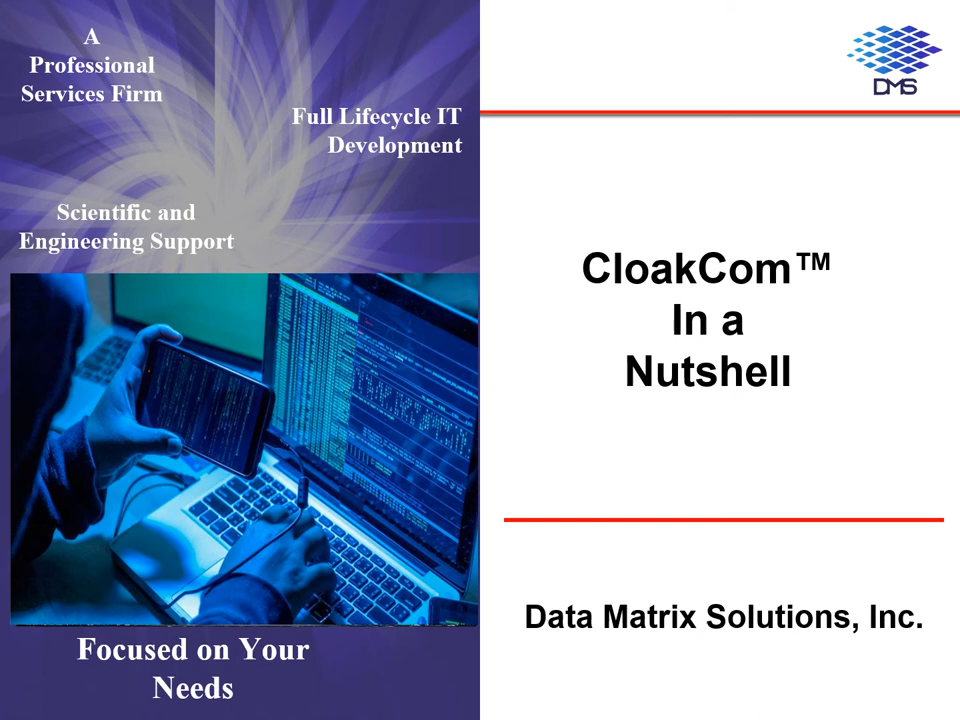 A
Professional
Services Firm
Full Lifecycle IT
Development
Scientific and
Engineering Support
Focused on Your
Needs
DMS
CloakCom™
In a
Nutshell
Data Matrix Solutions, Inc.